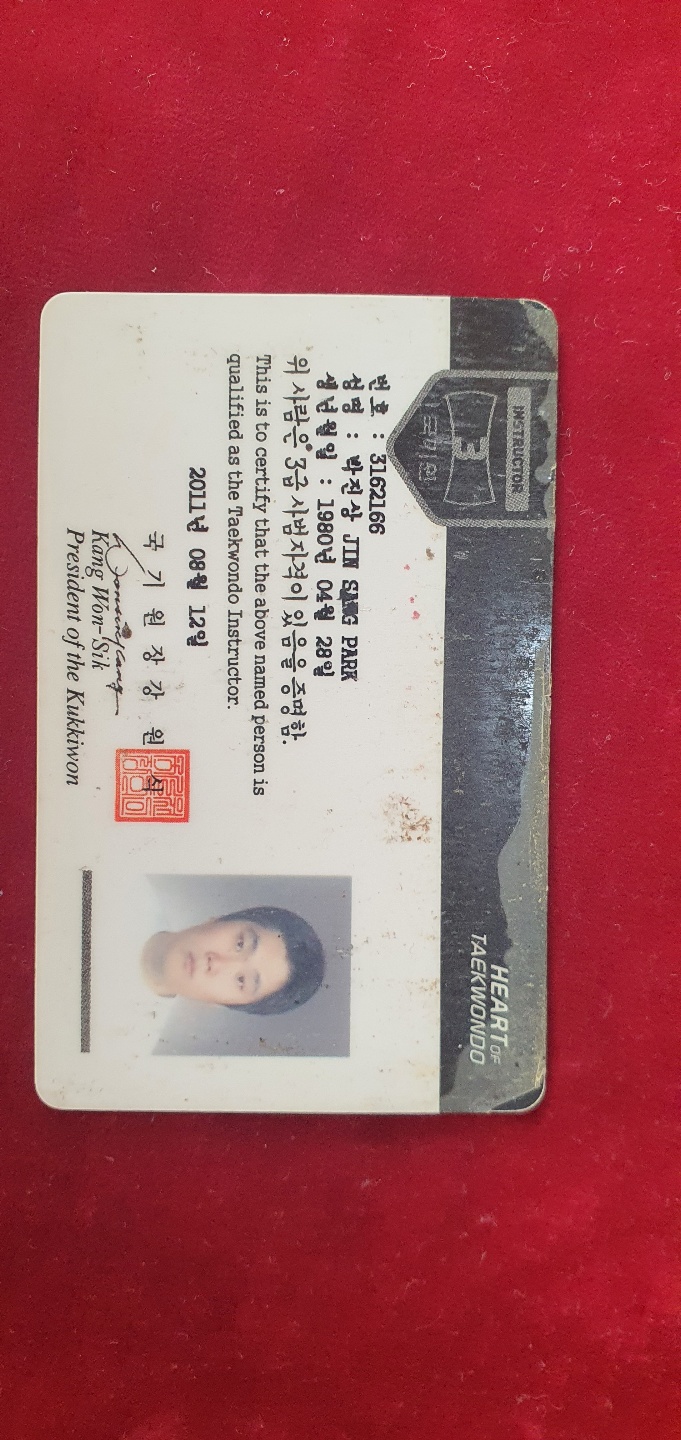 INSTRUCTOR
3
HEART OF
TAEKWONDO
번 호 : 3162166
성 명 : 박진상 JIN SANG PARK
생년월일 : 1980년 04월 28일
위 사람은 3급 사범자격이 있음을 증명함.
This is to certify that the above named person is
qualified as the Taekwondo Instructor.
2011년 08월 12일
국 기 원 장 강 원 식
Kang Won-Sik
President of the Kukkiwon